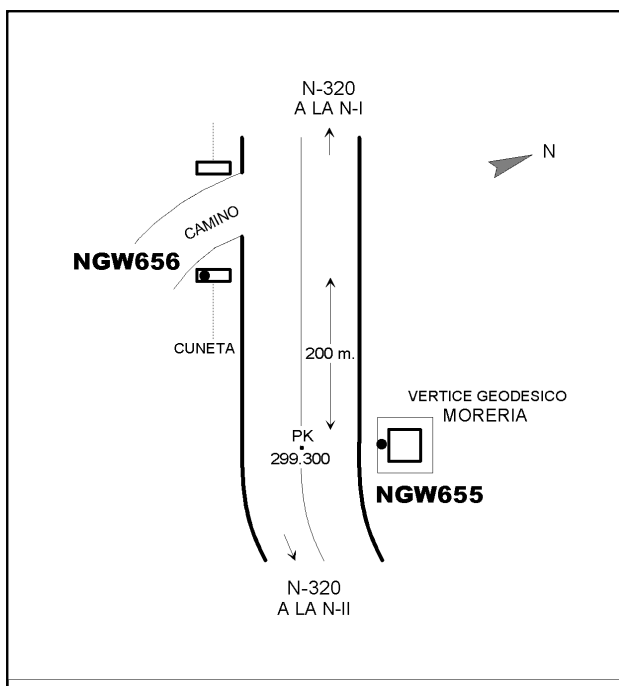 N-320
A LA N-I
N
CAMINO
NGW656
CUNETA
200 m.
VERTICE GEODESICO
MORERIA
PK
299.300
NGW655
N-320
A LA N-II